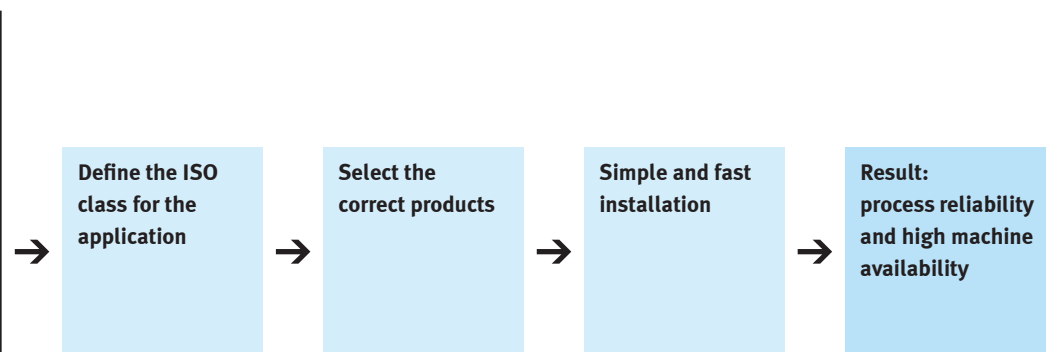 Define the ISO
class for the
application
Select the
correct products
Simple and fast
installation
Result:
process reliability
and high machine
availability